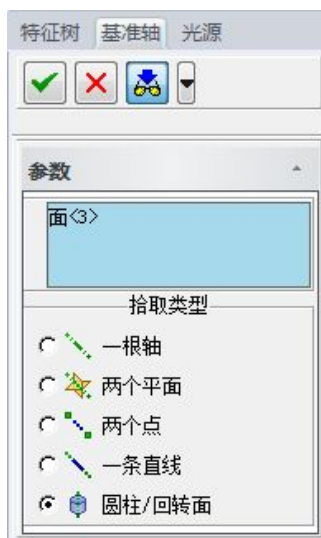 特征树 基准轴 光源
参数
面<3>
拾取类型
一根轴
两个平面
两个点
一条直线
圆柱/回转面